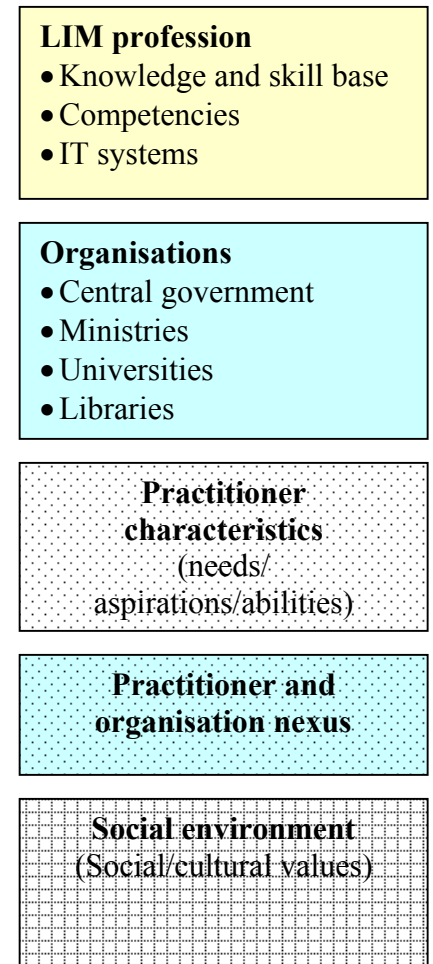 LIM profession
• Knowledge and skill base
• Competencies
• IT systems
Organisations
• Central government
• Ministries
• Universities
• Libraries
Practitioner
characteristics
(needs/
aspirations/abilities)
Practitioner and
organisation nexus
Social environment
(Social/cultural values)